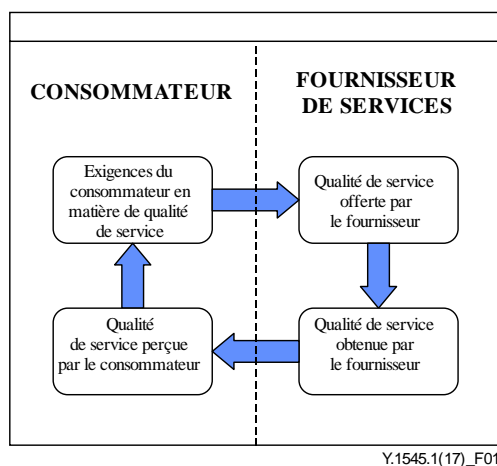 CONSOMMATEUR
FOURNISSEUR
DE SERVICES
Exigences du
consommateur en
matière de qualité
de service
Qualité de service
offerte par
le fournisseur
Qualité
de service perçue
par le consommateur
Qualité de service
obtenue par
le fournisseur
Y.1545.1(17)_F01